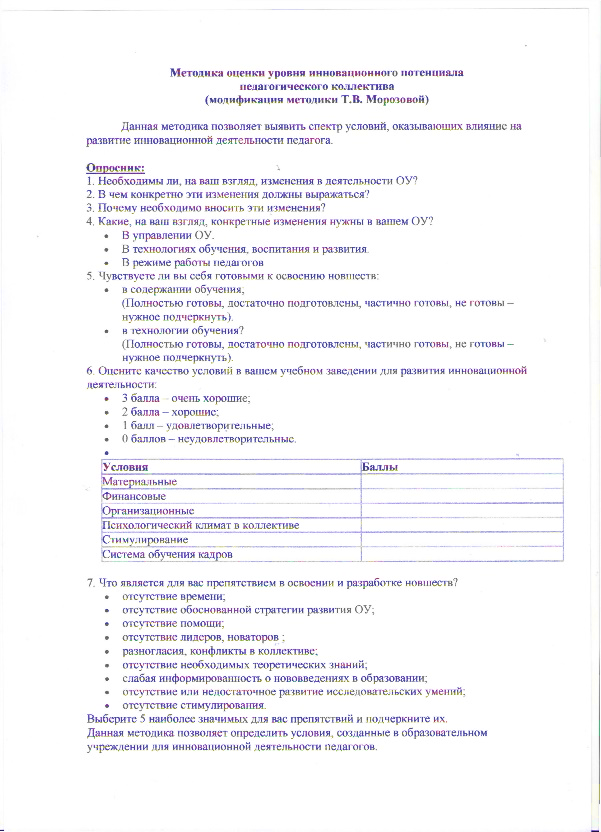 Методика оценки уровня инновационного потенциала
педагогического коллектива
(модификация методики Т.В. Морозовой)
Данная методика позволяет выявить спектр условий, оказывающих влияние на
развитие инновационной деятельности педагога.
Опросник:
1. Необходимы ли, на ваш взгляд, изменения в деятельности ОУ?
2. В чем конкретно эти изменения должны выражаться?
3. Почему необходимо вносить эти изменения?
4. Какие, на ваш взгляд, конкретные изменения нужны в вашем ОУ?
• В управлении ОУ.
• В технологиях обучения, воспитания и развития.
• В режиме работы педагогов
5. Чувствуете ли вы себя готовыми к освоению новшеств:
• в содержании обучения;
(Полностью готовы, достаточно подготовлены, частично готовы, не готовы –
нужное подчеркнуть).
• в технологии обучения?
(Полностью готовы, достаточно подготовлены, частично готовы, не готовы –
нужное подчеркнуть).
6. Оцените качество условий в вашем учебном заведении для развития инновационной
деятельности:
• 3 балла – очень хорошие;
• 2 балла – хорошие;
• 1 балл – удовлетворительные;
• 0 баллов – неудовлетворительные.
•
Условия Баллы
Материальные
Финансовые
Организационные
Психологический климат в коллективе
Стимулирование
Система обучения кадров
7. Что является для вас препятствием в освоении и разработке новшеств?
• отсутствие времени;
• отсутствие обоснованной стратегии развития ОУ;
• отсутствие помощи;
• отсутствие лидеров, новаторов ;
• разногласия, конфликты в коллективе;
• отсутствие необходимых теоретических знаний;
• слабая информированность о нововведениях в образовании;
• отсутствие или недостаточное развитие исследовательских умений;
• отсутствие стимулирования.
Выберите 5 наиболее значимых для вас препятствий и подчеркните их.
Данная методика позволяет определить условия, созданные в образовательном
учреждении для инновационной деятельности педагогов.